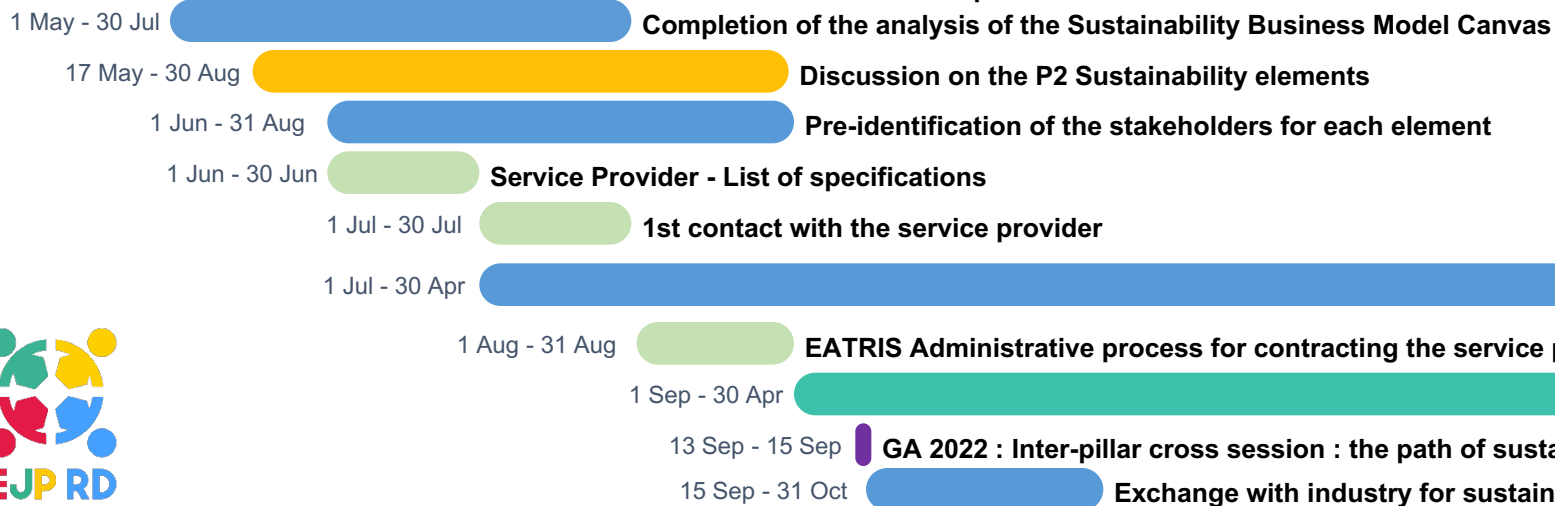 1 May - 30 Jul Completion of the analysis of the Sustainability Business Model Canvas
17 May - 30 Aug Discussion on the P2 Sustainability elements
1 Jun - 31 Aug Pre-identification of the stakeholders for each element
1 Jun - 30 Jun Service Provider - List of specifications
1 Jul - 30 Jul 1st contact with the service provider
1 Jul - 30 Apr
1 Aug - 31 Aug EATRIS Administrative process for contracting the service
1 Sep - 30 Apr
13 Sep - 15 Sep GA 2022 : Inter-pillar cross session : the path of
15 Sep - 31 Oct Exchange with industry for
EJP RD